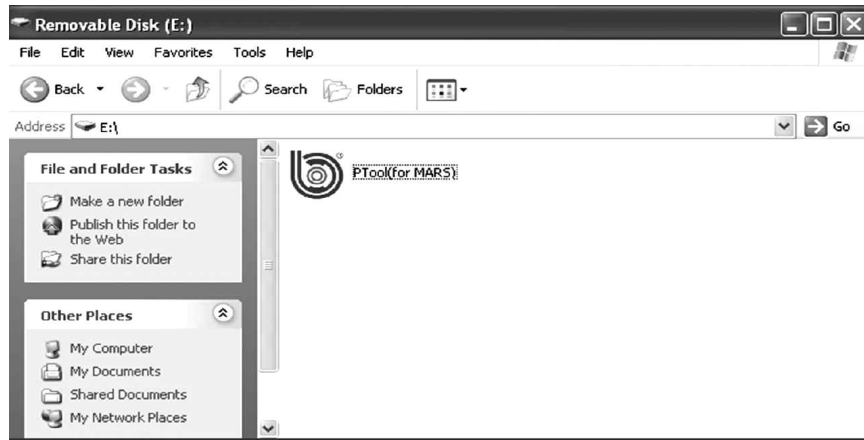 Removable Disk (E:)
File Edit View Favorites Tools Help
Back Search Folders
Address E:\ Go
File and Folder Tasks
Make a new folder
Publish this folder to
the Web
Share this folder
Other Places
My Computer
My Documents
Shared Documents
My Network Places
PTool(for MARS)